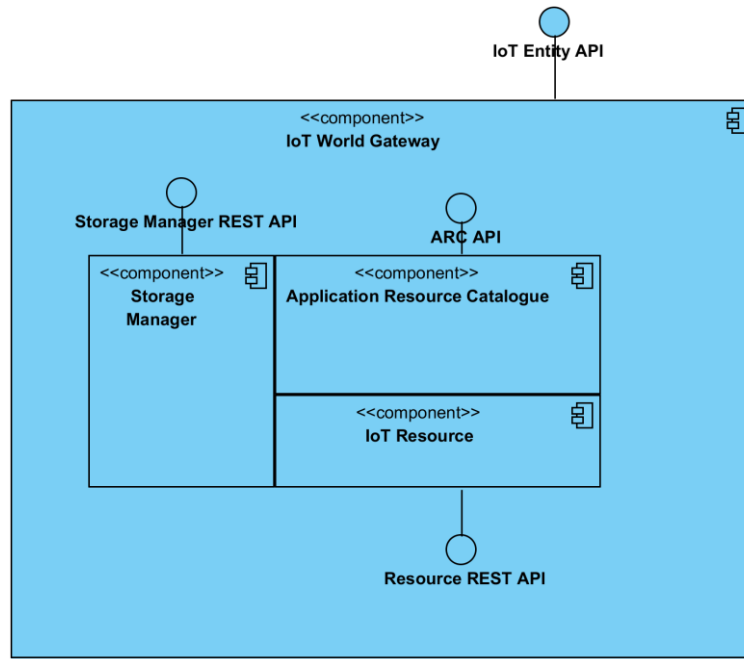 IoT Entity API
<<component>>
IoT World Gateway
Storage Manager REST API
ARC API
<<component>>
Storage
Manager
<<component>>
Application Resource Catalogue
<<component>>
IoT Resource
Resource REST API